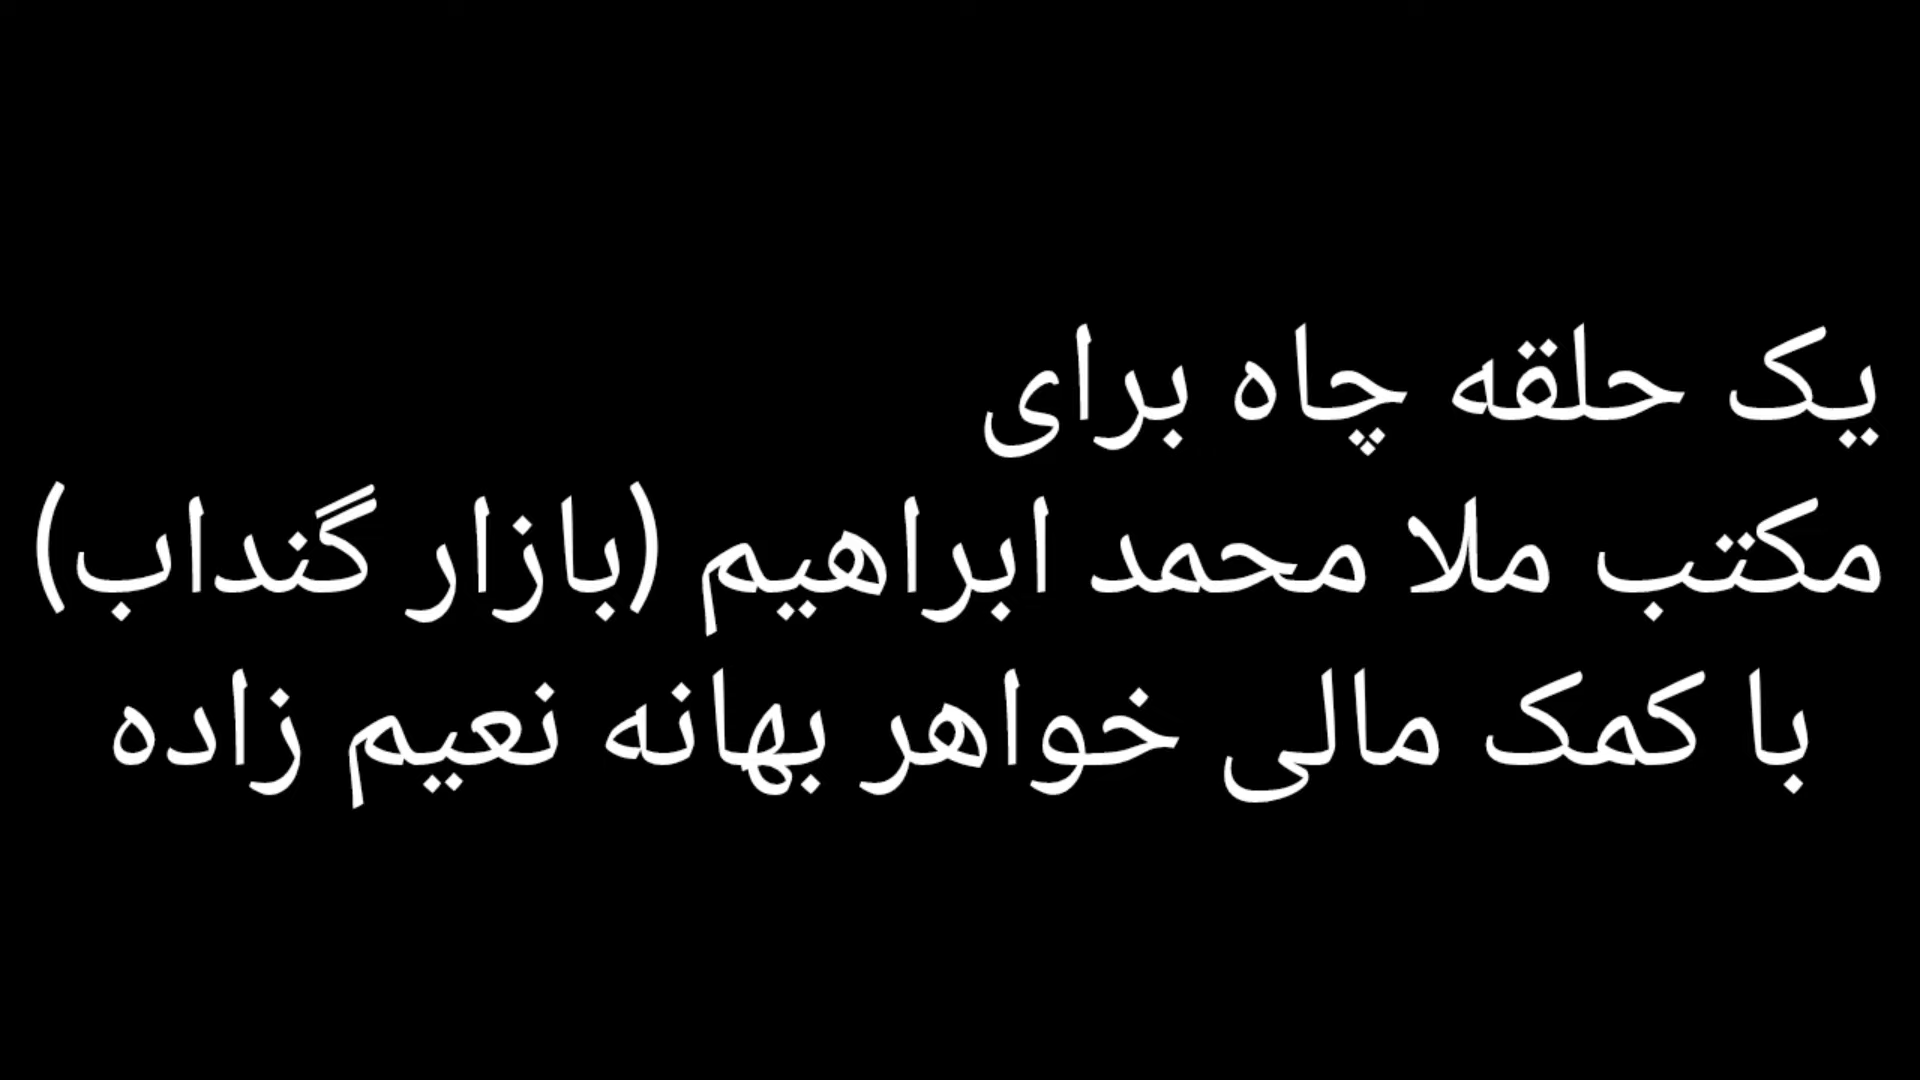 یک حلقه چاه برای
مکتب ملا محمد ابراهیم (بازار گنداب)
با کمک مالی خواهر بهانه نعیم زاده